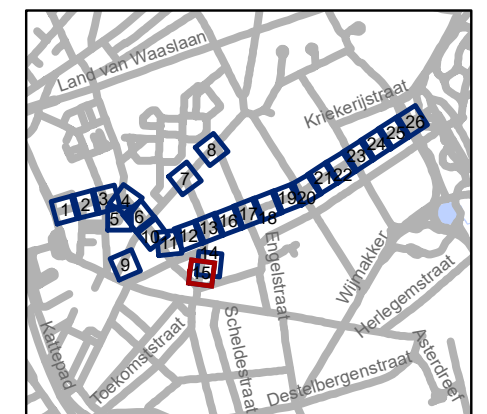 Land van Waaslaan
Kriekerijstraat
26
25
24
23
22
21
20
19
18
17
16
13
12
11
10
8
7
3
2
1
4
5
6
9
14
15
Engelstraat
Wijmakker
Herlegemstraat
Kattepad
Toekomststraat
Scheldestraat
Destelbergenstraat
Asterdreef